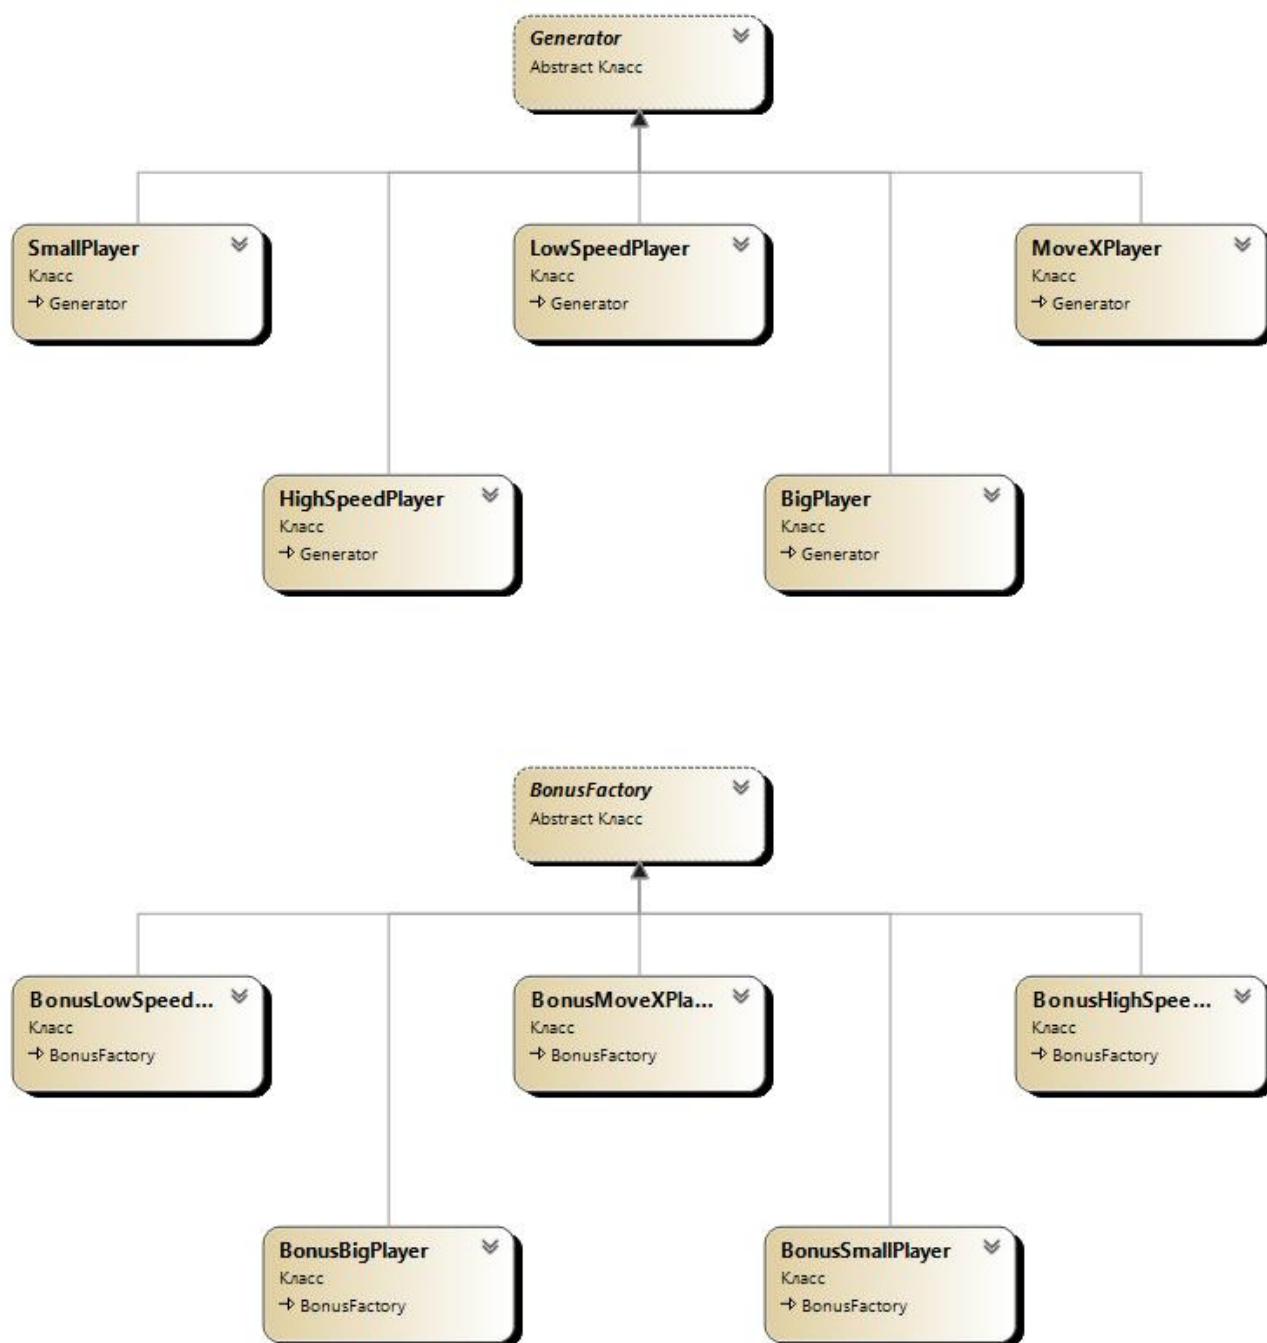 Generator
Abstract Класс
SmallPlayer
Класс
Generator
LowSpeedPlayer
Класс
Generator
MoveXPlayer
Класс
Generator
HighSpeedPlayer
Класс
Generator
BigPlayer
Класс
Generator
BonusFactory
Abstract Класс
BonusLowSpeed...
Класс
BonusFactory
BonusMoveXPla...
Класс
BonusFactory
BonusHighSpee...
Класс
BonusFactory
BonusBigPlayer
Класс
BonusFactory
BonusSmallPlayer
Класс
BonusFactory